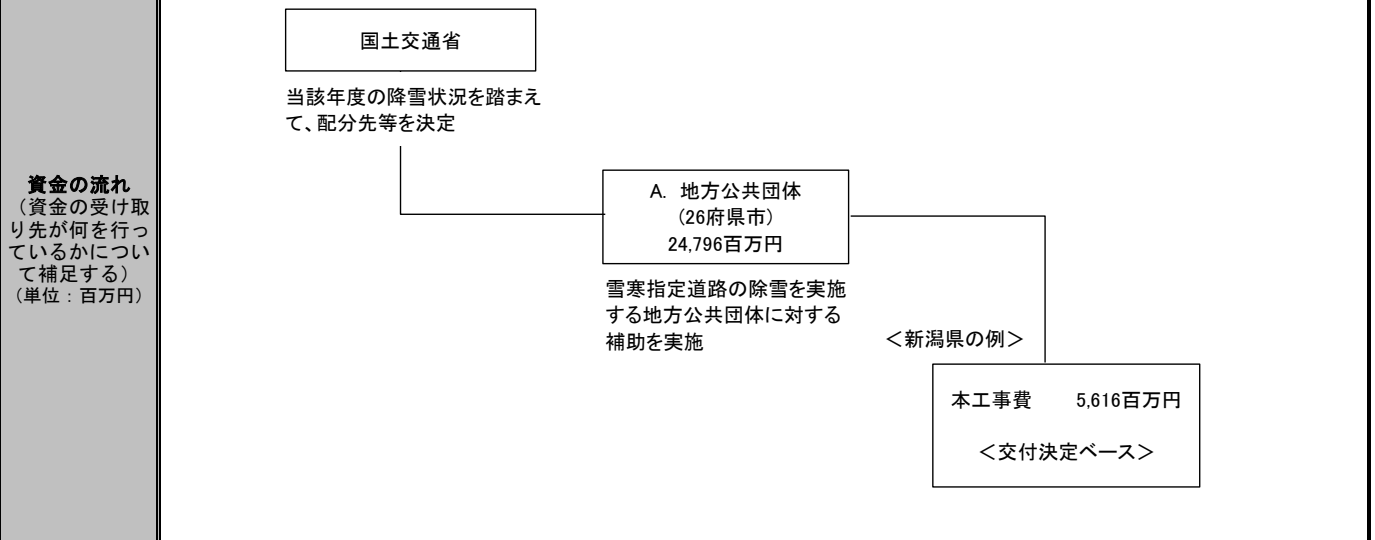 資金の流れ
（資金の受け取
り先が何を行っ
ているかについ
て補足する）
（単位：百万円）
国土交通省
当該年度の降雪状況を踏まえ
て、配分先等を決定
A. 地方公共団体
(26府県市)
24,796百万円
雪寒指定道路の除雪を実施
する地方公共団体に対する
補助を実施
＜新潟県の例＞
本工事費　　5,616百万円
＜交付決定ベース＞